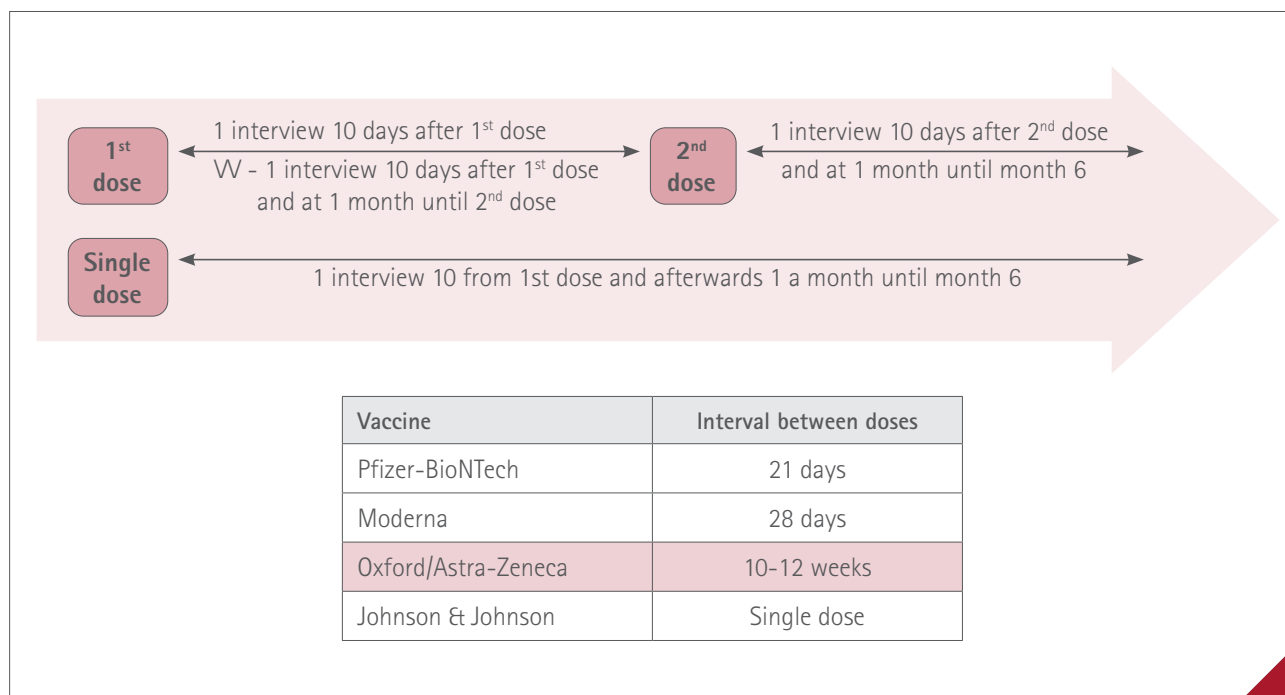 1st dose
1 interview 10 days after 1st dose
VV - 1 interview 10 days after 1st dose
and at 1 month until 2nd dose
2nd dose
1 interview 10 days after 2nd dose
and at 1 month until month 6
Single dose
1 interview 10 from 1st dose and afterwards 1 a month until month 6
Vaccine Interval between doses
Pfizer-BioNTech 21 days
Moderna 28 days
Oxford/Astra-Zeneca 10-12 weeks
Johnson & Johnson Single dose